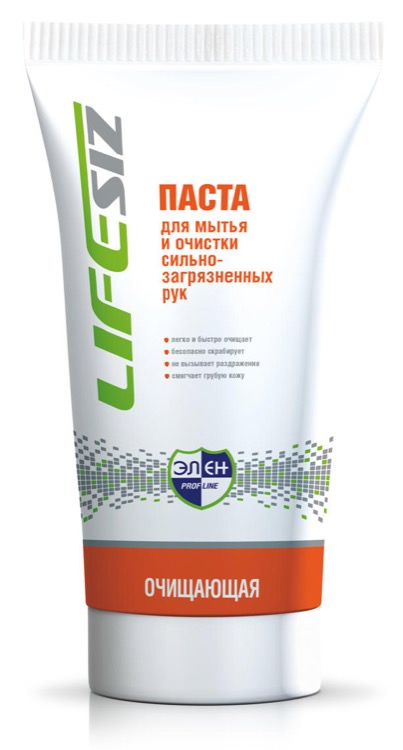 LIFESIZ
ПАСТА
для мытья
и очистки
сильно-
загрязненных
рук
• легко и быстро очищает
• безопасно скрабирует
• не вызывает раздражения
• смягчает грубую кожу
ЭЛЕН
PROF LINE
ОЧИЩАЮЩАЯ